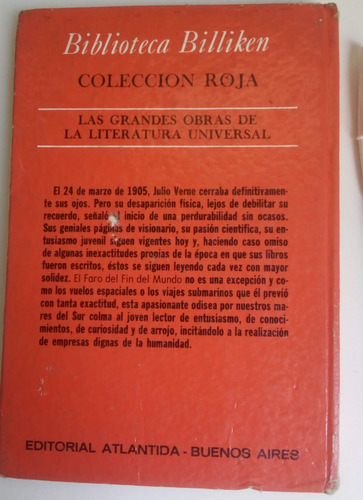 Biblioteca Billiken
COLECCION ROJA
LAS GRANDES OBRAS DE
LA LITERATURA UNIVERSAL
El 24 de marzo de 1905, Julio Verne cerraba definitivamen-
te sus ojos. Pero su desaparición física, lejos de debilitar su
recuerdo, señaló el inicio de una perdurabilidad sin ocasos.
Sus geniales páginas de visionario, su pasión científica, su en-
tusiasmo juvenil siguen vigentes hoy y, haciendo caso omiso
de algunas inexactitudes propias de la época en que sus libros
fueron escritos, éstos se siguen leyendo cada vez con mayor
solidez. El Faro del Fin del Mundo no es una excepción y co-
mo los vuelos espaciales o los viajes submarinos que él previó
con tanta exactitud, esta apasionante odisea por nuestros ma-
res del Sur colma al joven lector de entusiasmo, de conoci-
mientos, de curiosidad y de arrojo, incitándolo a la realización
de empresas dignas de la humanidad.
EDITORIAL ATLANTIDA - BUENOS AIRES